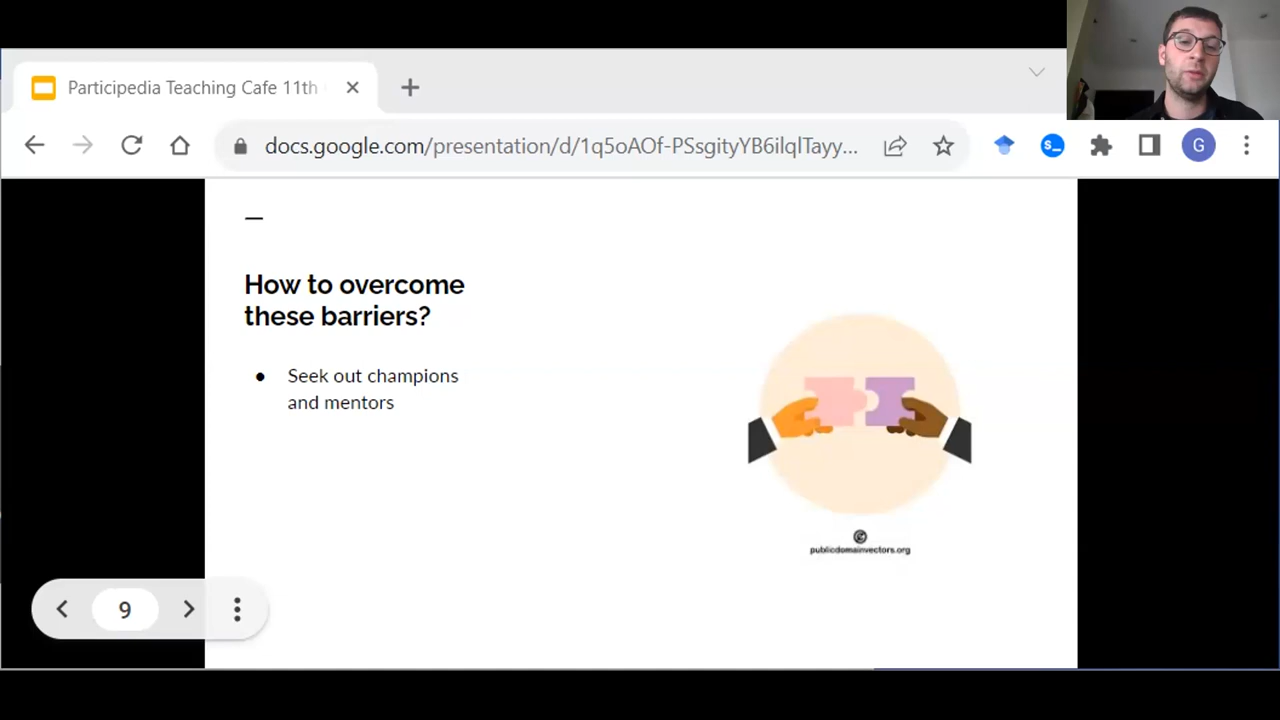 Participedia Teaching Cafe 11th
docs.google.com/presentation/d/1q5oAOf-PSsgityYB6ilqlTayy...
G
How to overcome
these barriers?
● Seek out champions
and mentors
publicdomainvectors.org
9